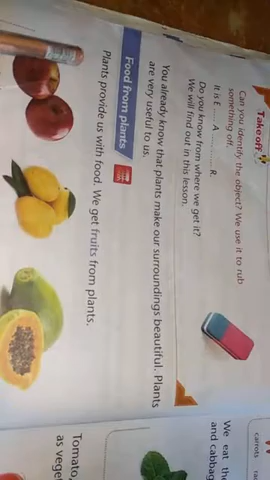 Take off
Can you identify the object? We use it to rub
something off.
It is E ...... A ...... ...... R.
Do you know from where we get it?
We will find out in this lesson.
You already know that plants make our surroundings beautiful. Plants
are very useful to us.
Food from plants
Plants provide us with food. We get fruits from plants.
carrots
We eat the
and cabbag
Tomato,
as vege